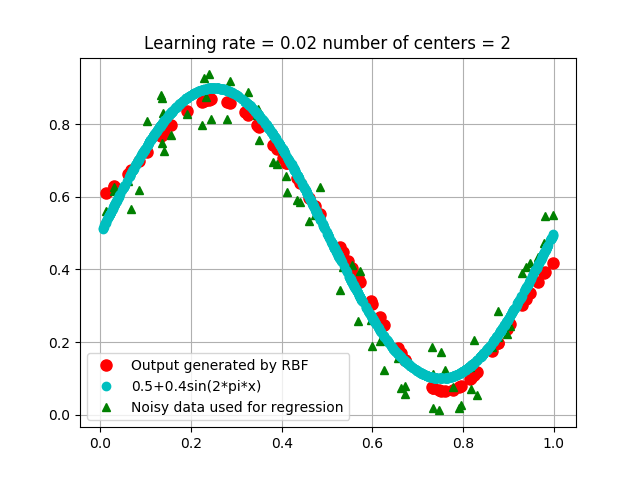 Learning rate = 0.02 number of centers = 2
0.8
0.6
0.4
0.2
0.0
Output generated by RBF
0.5+0.4sin(2*pi*x)
Noisy data used for regression
0.0 0.2 0.4 0.6 0.8 1.0